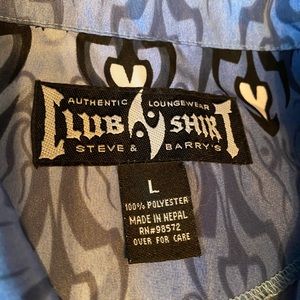 AUTHENTIC LOUNGEWEAR
CLUB SHIRT
STEVE & BARRY'S
L
100% POLYESTER
MADE IN NEPAL
RN#98572
OVER FOR CARE